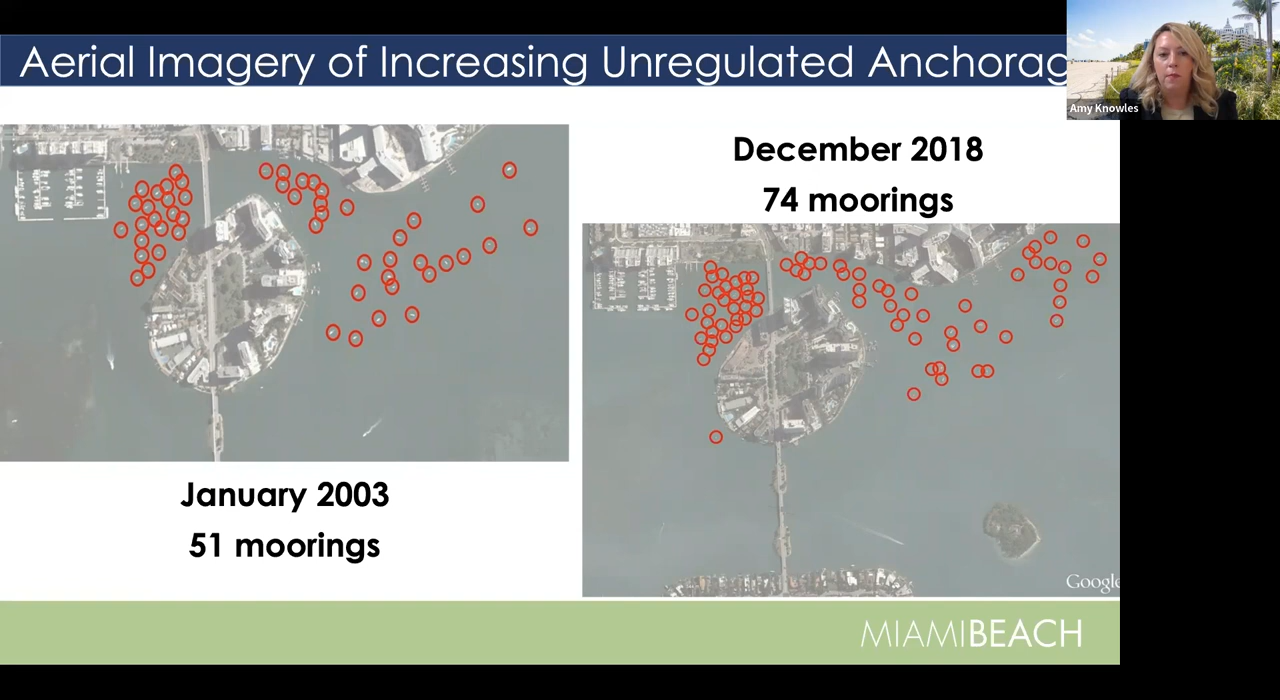 Aerial Imagery of Increasing Unregulated Anchorag
Amy Knowles
December 2018
74 moorings
January 2003
51 moorings
Google
MIAMIBEACH